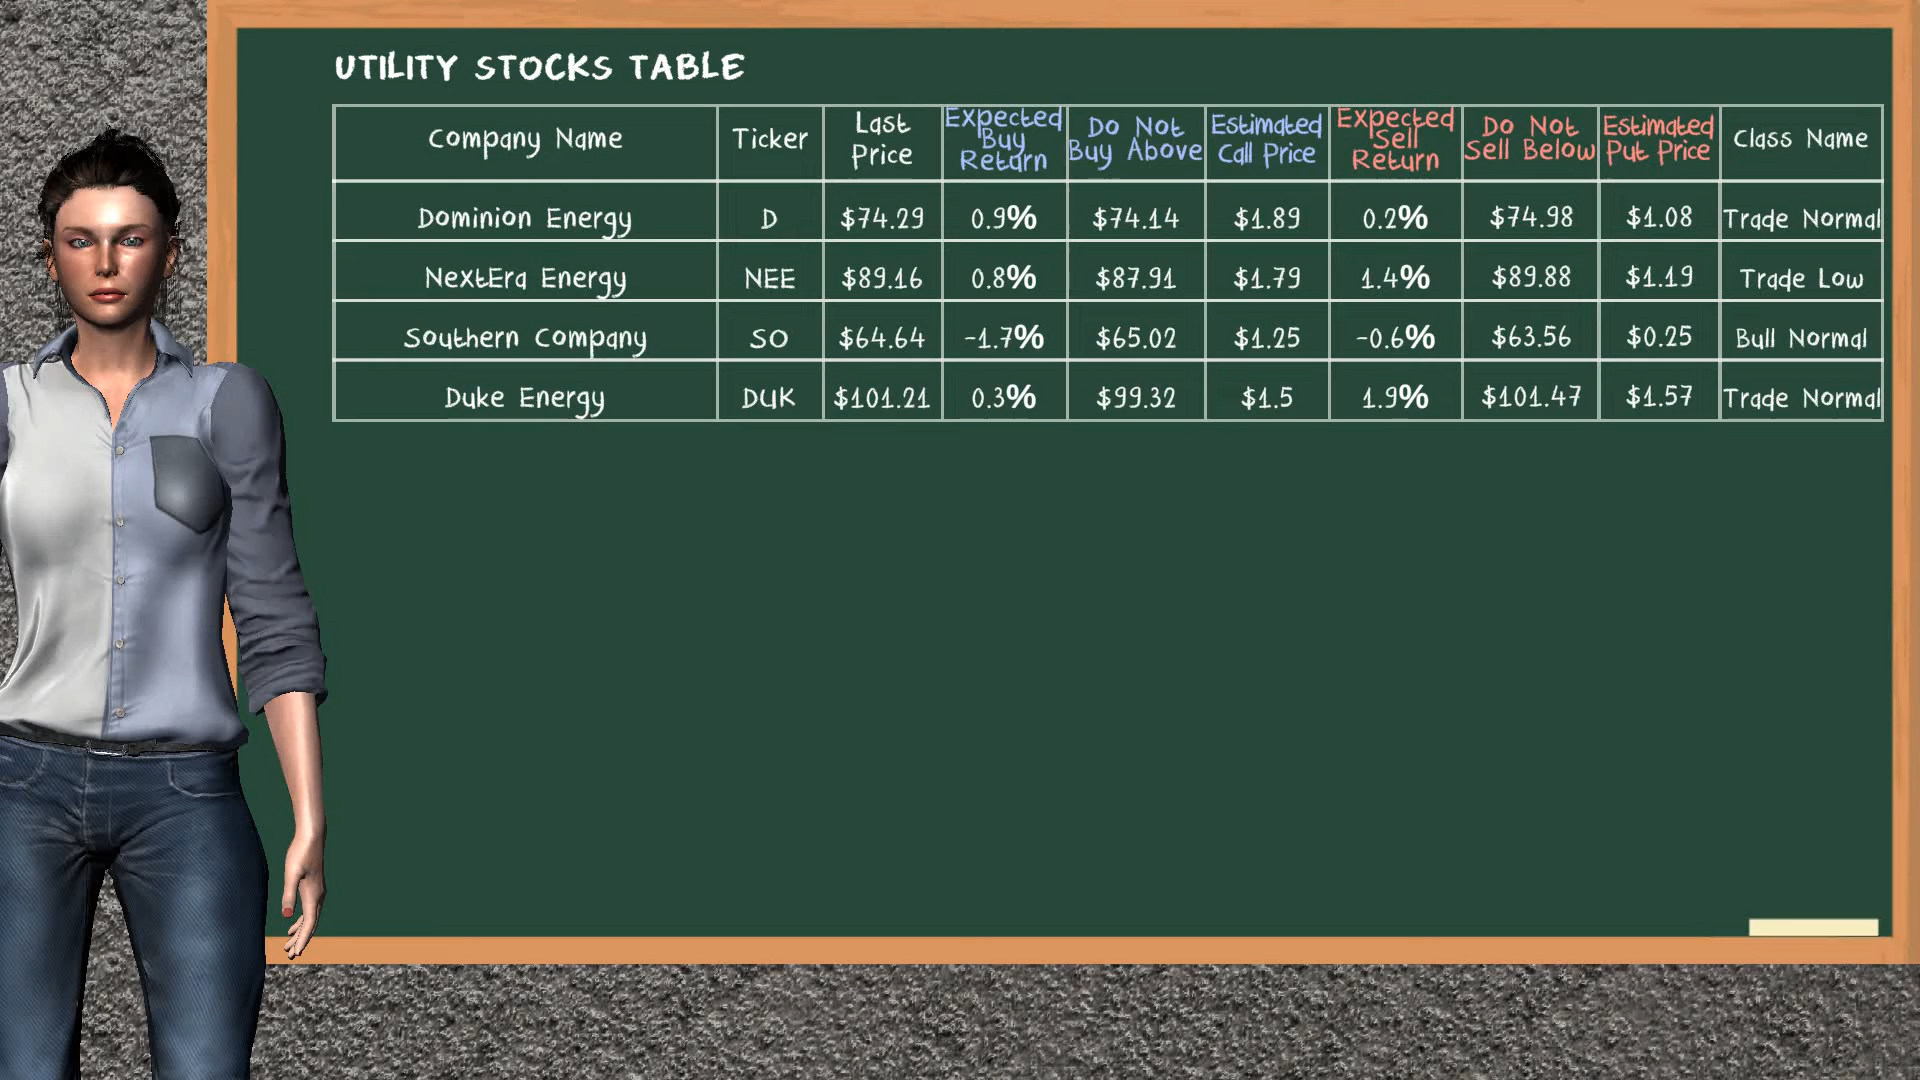 UTILITY STOCKS TABLE
Company Name Ticker Last Price Expected Buy Return Do Not Buy Above Estimated Call Price Expected Sell Return Do Not Sell Below Estimated Put Price Class Name
Dominion Energy D $74.29 0.9% $74.14 $1.89 0.2% $74.98 $1.08 Trade Normal
NextEra Energy NEE $89.16 0.8% $87.91 $1.79 1.4% $89.88 $1.19 Trade Low
Southern Company SO $64.64 -1.7% $65.02 $1.25 -0.6% $63.56 $0.25 Bull Normal
Duke Energy DUK $101.21 0.3% $99.32 $1.5 1.9% $101.47 $1.57 Trade Normal